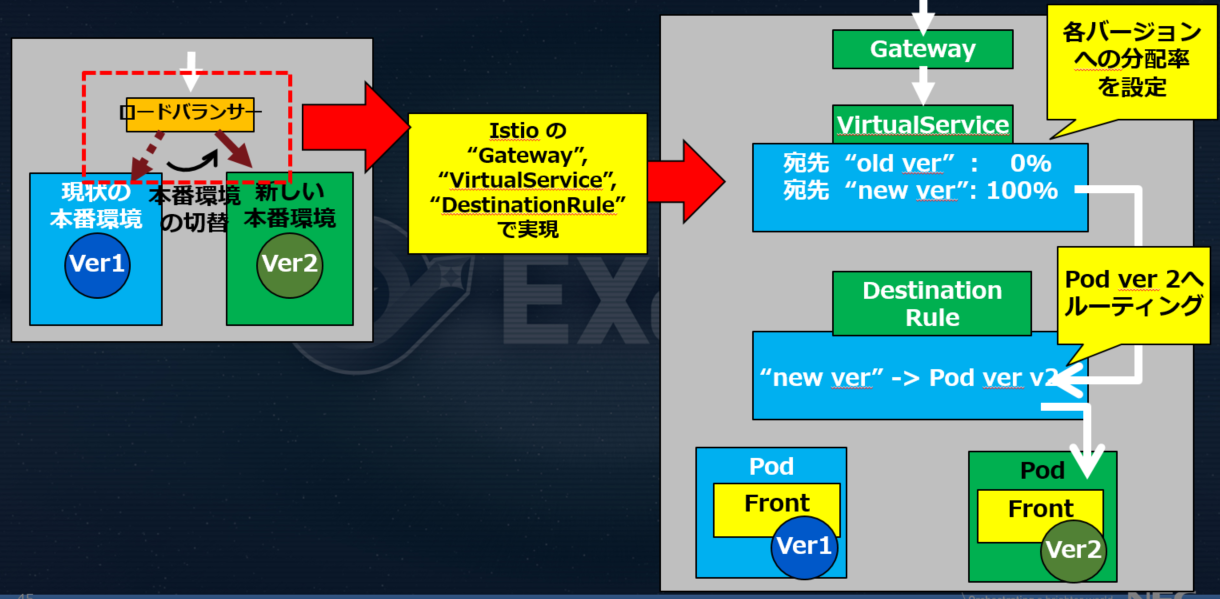 ロードバランサー
現状の
本番環境
Ver1
本番環境
の切替
新しい
本番環境
Ver2
Istio の
“Gateway”,
“VirtualService”,
“DestinationRule”
で実現
Gateway
各バージョン
への分配率
を設定
VirtualService
宛先 “old ver” : 0%
宛先 “new ver”: 100%
Pod ver 2へ
ルーティング
Destination
Rule
“new ver” -> Pod ver v2
Pod
Front
Ver1
Pod
Front
Ver2
45
NEC